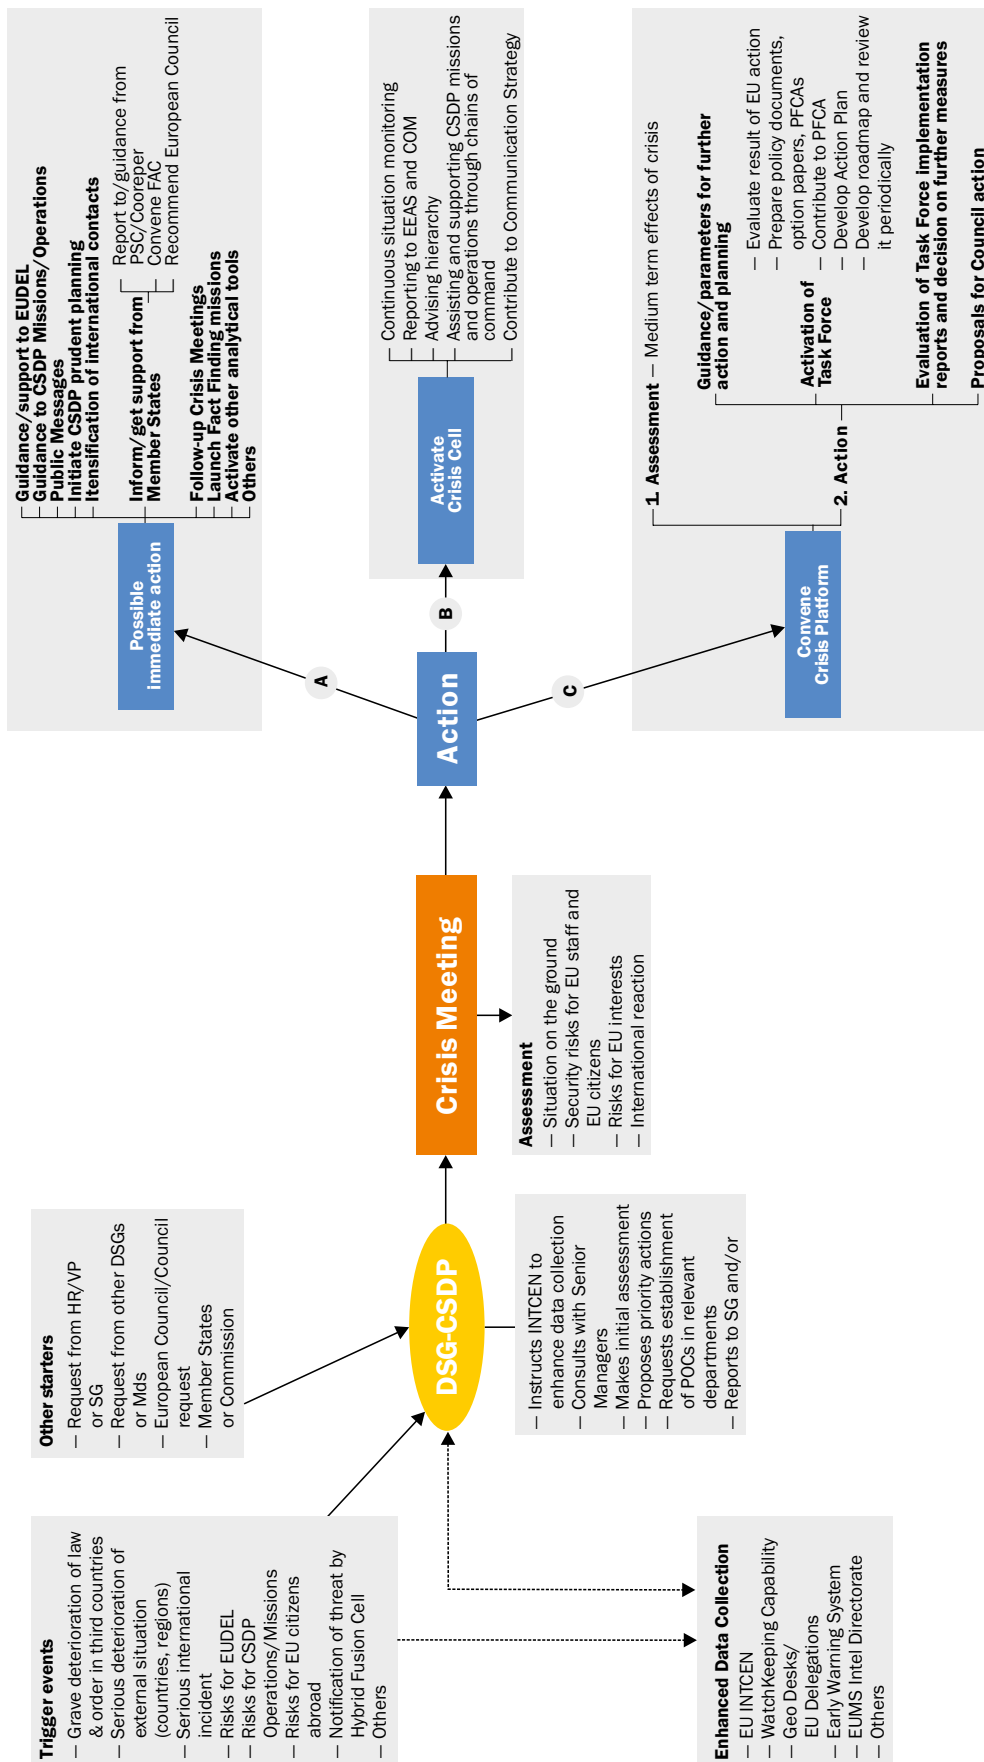 Trigger events
— Grave deterioration of law
& order in third countries
— Serious deterioration of
external situation
(countries, regions)
— Serious international
incident
— Risks for EUDEL
— Risks for CSDP
Operations/Missions
— Risks for EU citizens
abroad
— Notification of threat by
Hybrid Fusion Cell
— Others
Other starters
— Request from HR/VP
or SG
— Request from other DSGs
or Mds
— European Council/Council
request
— Member States
or Commission
Enhanced Data Collection
— EU INTCEN
WatchKeeping Capability
— Geo Desks/
EU Delegations
— Early Warning System
— EUMS Intel Directorate
— Others
DSG-CSDP
— Instructs INTCEN to
enhance data collection
— Consults with Senior
Managers
— Makes initial assessment
— Proposes priority actions
— Requests establishment
of POCs in relevant
departments
— Reports to SG and/or
Crisis Meeting
Assessment
— Situation on the ground
— Security risks for EU staff and
EU citizens
— Risks for EU interests
— International reaction
Action
A
B
C
Possible
immediate action
Guidance/support to EUDEL
Guidance to CSDP Missions/Operations
Public Messages
Initiate CSDP prudent planning
Itensification of international contacts
Inform/get support from
Member States
Report to/guidance from
PSC/Cooreper
Convene FAC
Recommend European Council
Follow-up Crisis Meetings
Launch Fact Finding missions
Activate other analytical tools
Others
Activate
Crisis Cell
Continuous situation monitoring
Reporting to EEAS and COM
Advising hierarchy
Assisting and supporting CSDP missions
and operations through chains of
command
Contribute to Communication Strategy
Convene
Crisis Platform
1. Assessment — Medium term effects of crisis
2. Action
Guidance/parameters for further
action and planning
Activation of
Task Force
— Evaluate result of EU action
— Prepare policy documents,
option papers, PFCAs
— Contribute to PFCA
— Develop Action Plan
— Develop roadmap and review
it periodically
Evaluation of Task Force implementation
reports and decision on further measures
Proposals for Council action